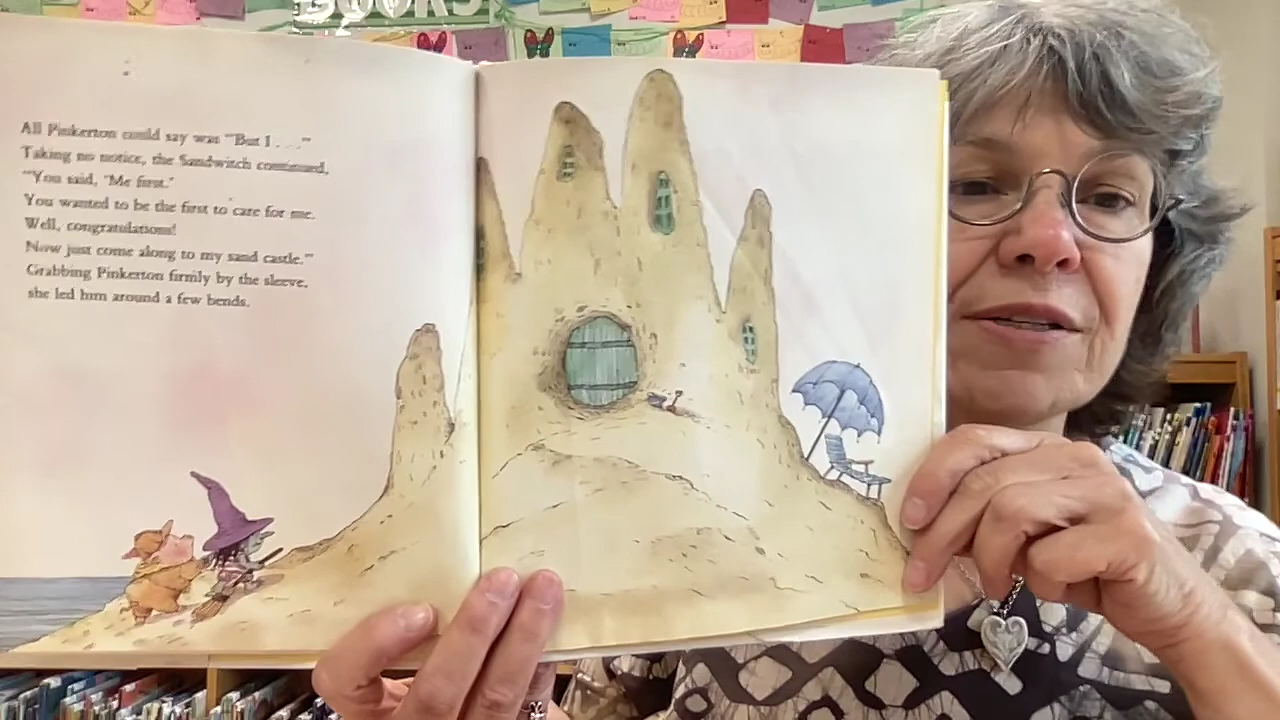 BOOKS
All Pinkerton could say was "But I . . ."
Taking no notice, the Sandwitch continued,
"You said, 'Me first.'
You wanted to be the first to care for me.
Well, congratulations!
Now just come along to my sand castle."
Grabbing Pinkerton firmly by the sleeve,
she led him around a few bends.